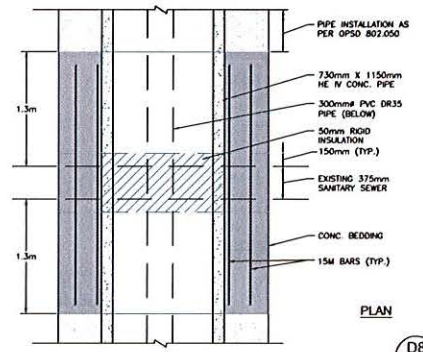 PIPE INSTALLATION AS
PER OPSD 802.050
730mm X 1150mm
HE IV CONC. PIPE
300mmø PVC DR35
PIPE (BELOW)
50mm RIGID
INSULATION
150mm (TYP.)
EXISTING 375mm
SANITARY SEWER
CONC. BEDDING
15M BARS (TYP.)
1.3m
1.3m
PLAN
D8